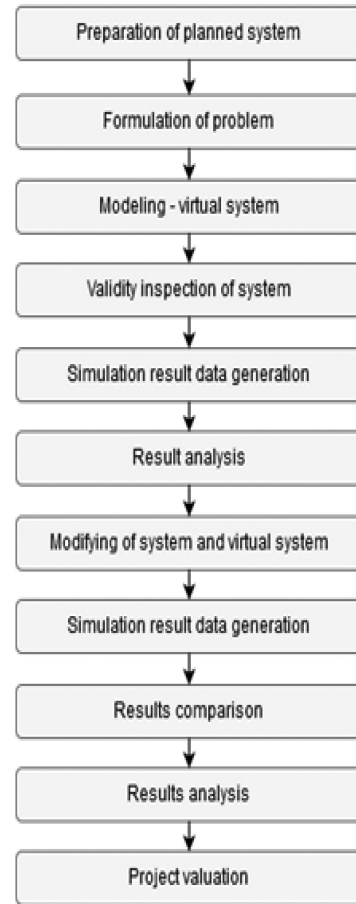 Preparation of planned system
Formulation of problem
Modeling - virtual system
Validity inspection of system
Simulation result data generation
Result analysis
Modifying of system and virtual system
Simulation result data generation
Results comparison
Results analysis
Project valuation